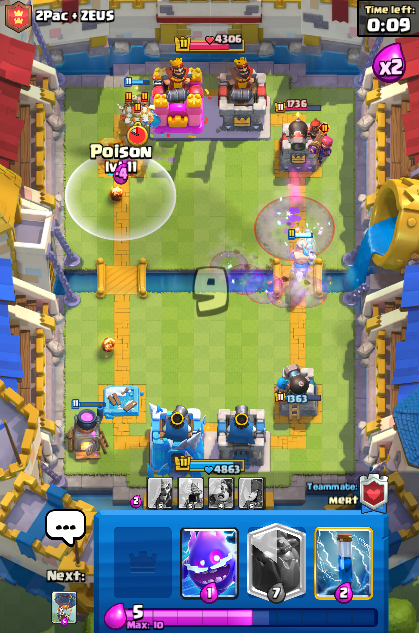 2Pac + ZEUS
4306
Time left:
0:09
x2
1736
Poison
lvl 11
9
1363
4863
Teammate:
MERT
2
...
1
7
2
Next:
5
Max: 10